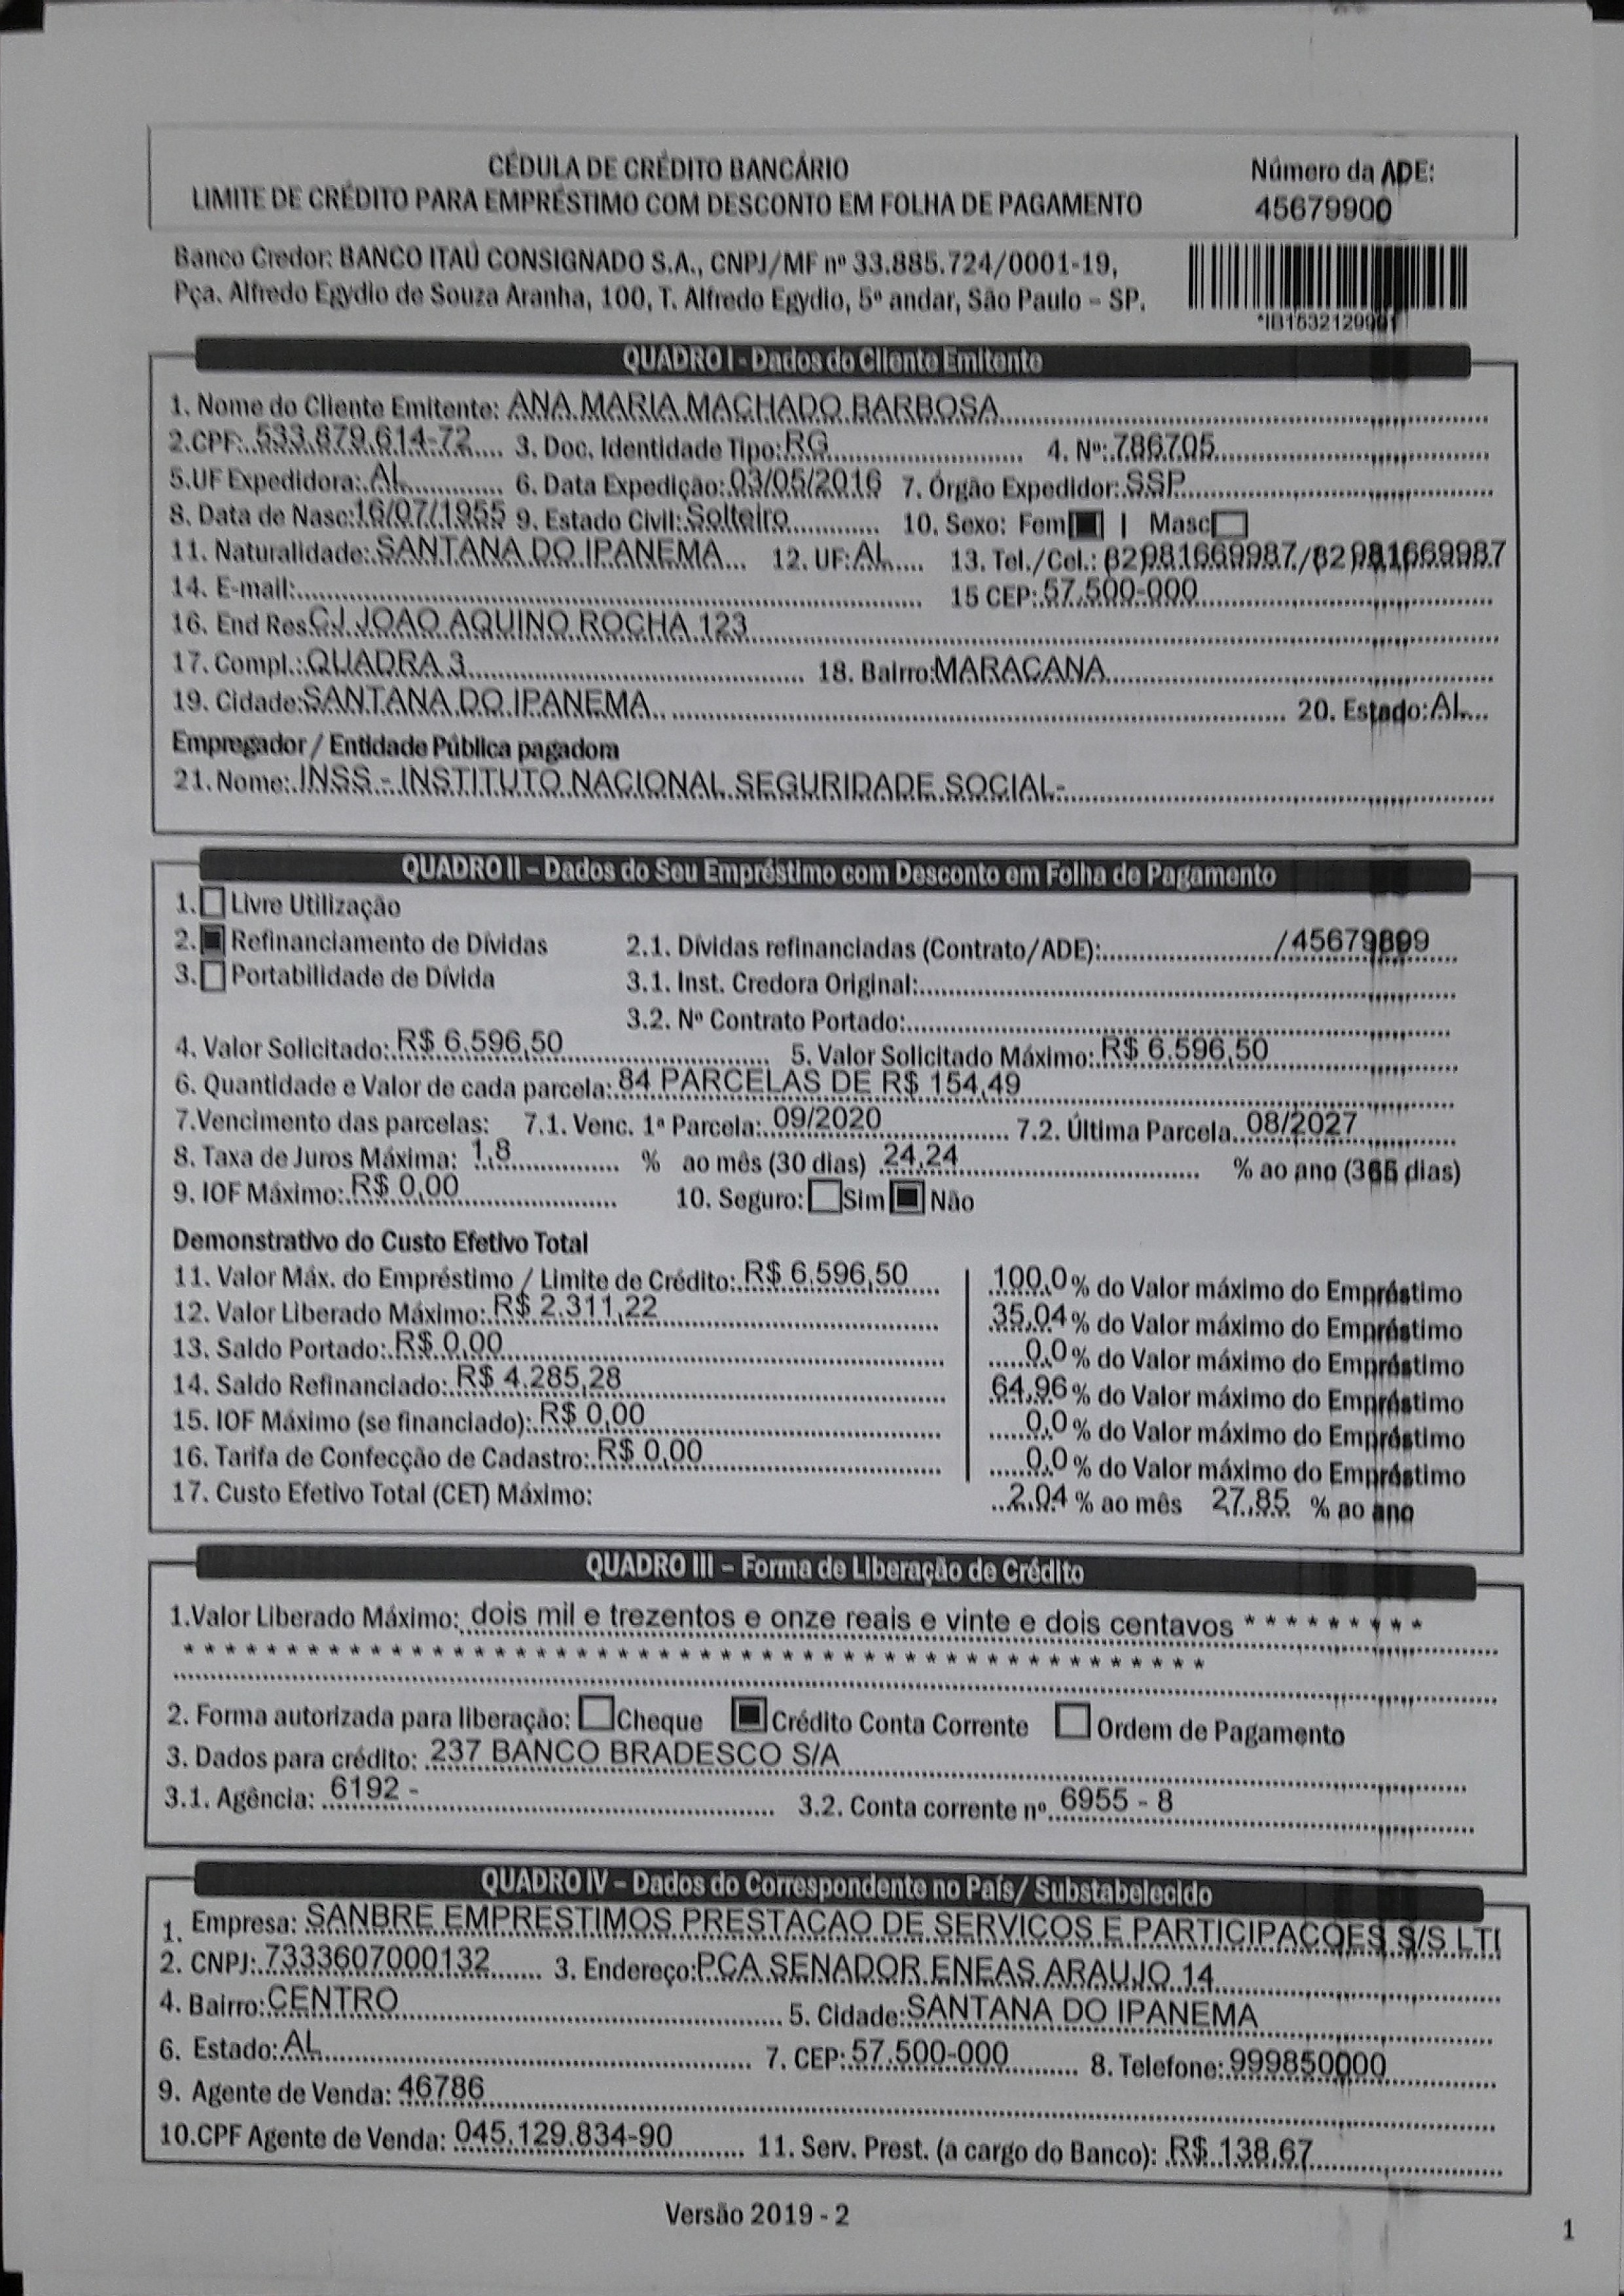 CÉDULA DE CRÉDITO BANCÁRIO
LIMITE DE CRÉDITO PARA EMPRÉSTIMO COM DESCONTO EM FOLHA DE PAGAMENTO
Número da ADE:
45679900
Banco Credor: BANCO ITAÚ CONSIGNADO S.A., CNPJ/MF nº 33.885.724/0001-19,
Pça. Alfredo Egydio de Souza Aranha, 100, T. Alfredo Egydio, 5º andar, São Paulo - SP.
QUADRO I - Dados do Cliente Emitente
1. Nome do Cliente Emitente: ANA MARIA MACHADO BARBOSA
2.CPF: 533.879.614-72 3. Doc. Identidade Tipo: RG 4. Nº: 786705
5.UF Expedidora: AL 6. Data Expedição: 03/05/2016 7. Órgão Expedidor: SSP
8. Data de Nasc: 16/07/1955 9. Estado Civil: Solteiro 10. Sexo: Fem | Masc
11. Naturalidade: SANTANA DO IPANEMA 12. UF: AL 13. Tel./Cel.: (82)981669987/(82)981669987
14. E-mail: 15 CEP: 57.500-000
16. End Res: CJ JOAO AQUINO ROCHA 123
17. Compl.: QUADRA 3 18. Bairro: MARACANA
19. Cidade: SANTANA DO IPANEMA 20. Estado: AL
Empregador / Entidade Pública pagadora
21. Nome: INSS - INSTITUTO NACIONAL SEGURIDADE SOCIAL-
QUADRO II - Dados do Seu Empréstimo com Desconto em Folha de Pagamento
1. Livre Utilização
2. Refinanciamento de Dívidas 2.1. Dívidas refinanciadas (Contrato/ADE): / 45679899
3. Portabilidade de Dívida 3.1. Inst. Credora Original:
3.2. Nº Contrato Portado:
4. Valor Solicitado: R$ 6.596,50 5. Valor Solicitado Máximo: R$ 6.596,50
6. Quantidade e Valor de cada parcela: 84 PARCELAS DE R$ 154,49
7.Vencimento das parcelas: 7.1. Venc. 1ª Parcela: 09/2020 7.2. Última Parcela 08/2027
8. Taxa de Juros Máxima: 1,8 % ao mês (30 dias) 24,24 % ao ano (365 dias)
9. IOF Máximo: R$ 0,00 10. Seguro: Sim Não
Demonstrativo do Custo Efetivo Total
11. Valor Máx. do Empréstimo / Limite de Crédito: R$ 6.596,50 100,0 % do Valor máximo do Empréstimo
12. Valor Liberado Máximo: R$ 2.311,22 35,04 % do Valor máximo do Empréstimo
13. Saldo Portado: R$ 0,00 0,0 % do Valor máximo do Empréstimo
14. Saldo Refinanciado: R$ 4.285,28 64,96 % do Valor máximo do Empréstimo
15. IOF Máximo (se financiado): R$ 0,00 0,0 % do Valor máximo do Empréstimo
16. Tarifa de Confecção de Cadastro: R$ 0,00 0,0 % do Valor máximo do Empréstimo
17. Custo Efetivo Total (CET) Máximo: 2,04 % ao mês 27,85 % ao ano
QUADRO III - Forma de Liberação de Crédito
1.Valor Liberado Máximo: dois mil e trezentos e onze reais e vinte e dois centavos * * * * * * * * *
* * * * * * * * * * * * * * * * * * * * * * * * * * * * * * * * * * * * * * * * * * * * * * * * * *
2. Forma autorizada para liberação: Cheque Crédito Conta Corrente Ordem de Pagamento
3. Dados para crédito: 237 BANCO BRADESCO S/A
3.1. Agência: 6192 - 3.2. Conta corrente nº 6955 - 8
QUADRO IV - Dados do Correspondente no País/ Substabelecido
1. Empresa: SANBRE EMPRESTIMOS PRESTACAO DE SERVICOS E PARTICIPACOES S/S LT
2. CNPJ: 7333607000132 3. Endereço: PCA SENADOR ENEAS ARAUJO 14
4. Bairro: CENTRO 5. Cidade: SANTANA DO IPANEMA
6. Estado: AL 7. CEP: 57.500-000 8. Telefone: 999850000
9. Agente de Venda: 46786
10.CPF Agente de Venda: 045.129.834-90 11. Serv. Prest. (a cargo do Banco): R$ 138,67
Versão 2019 - 2
1